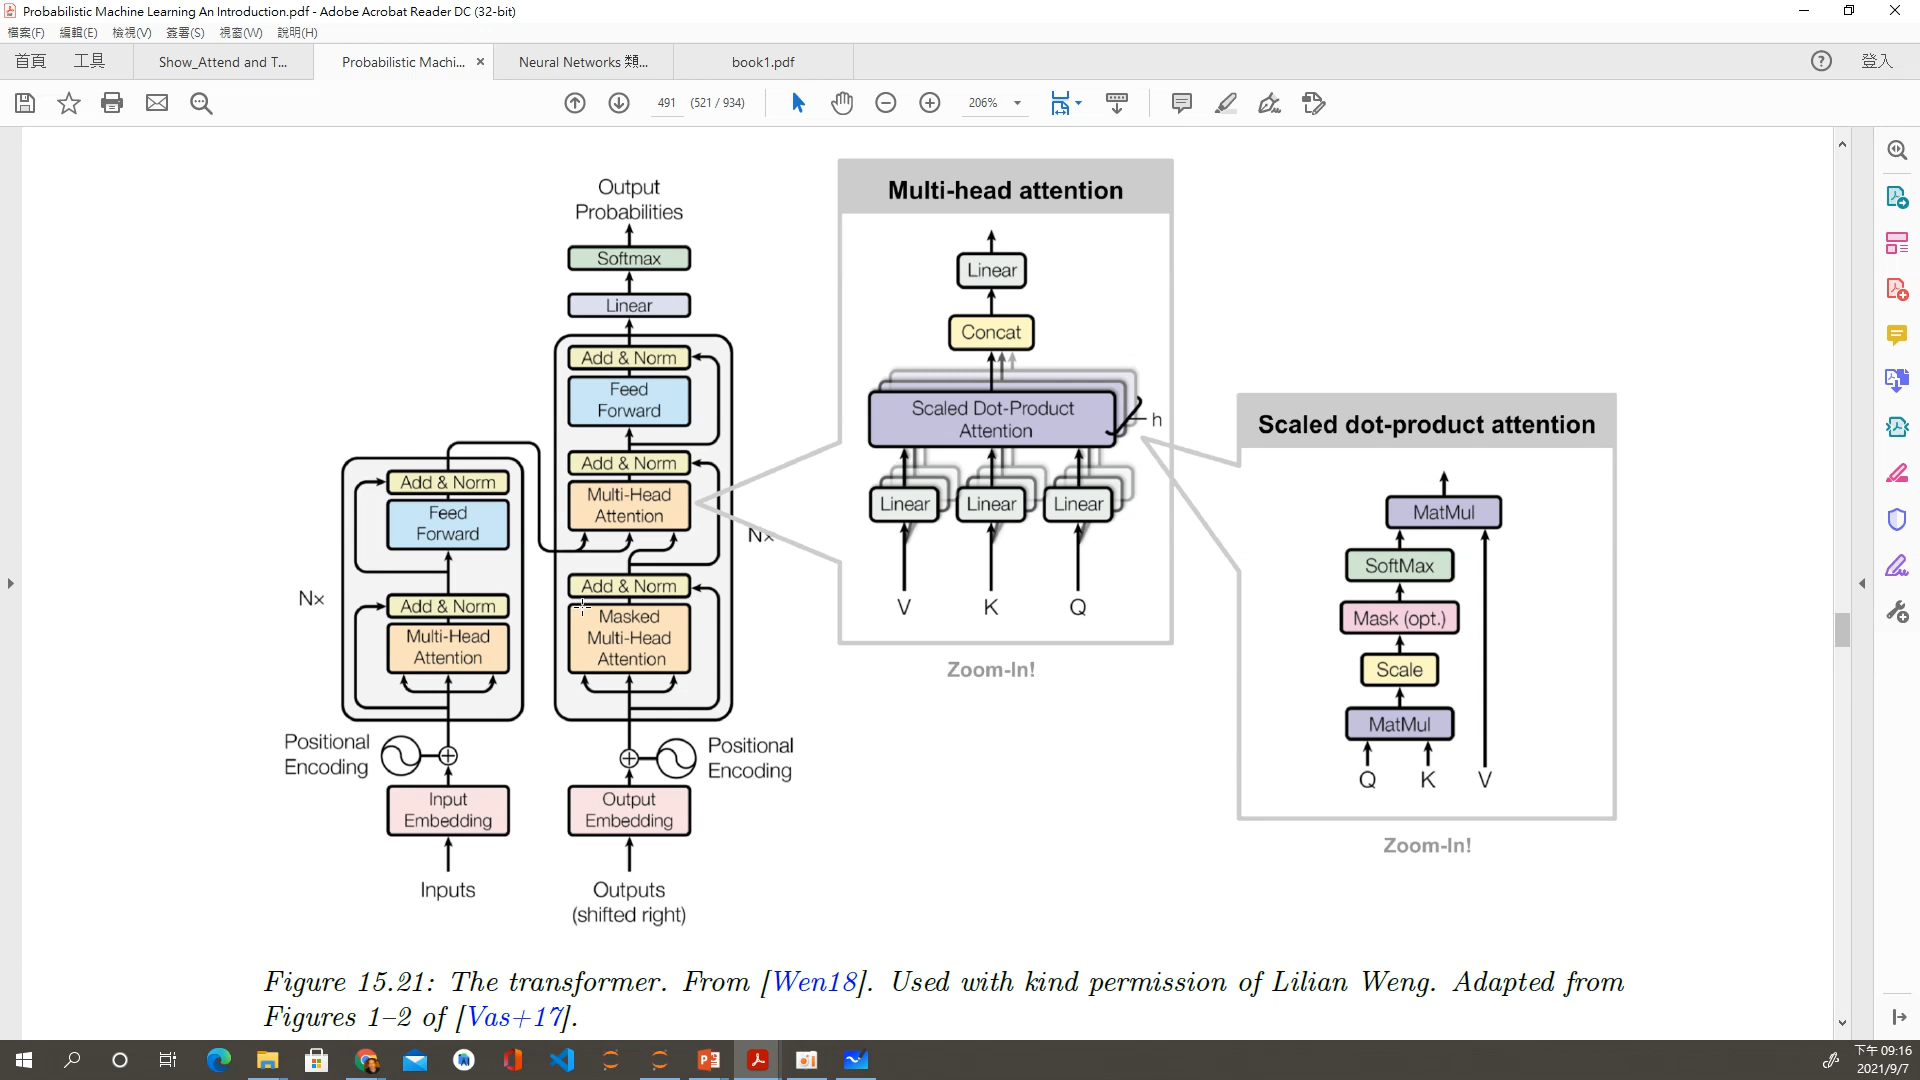 Probabilistic Machine Learning An Introduction.pdf - Adobe Acrobat Reader DC (32-bit)
檔案(F) 編輯(E) 檢視(V) 簽署(S) 視窗(W) 說明(H)
首頁 工具 Show_Attend and T... Probabilistic Machi... × Neural Networks 類... book1.pdf 登入
491 (521 / 934) 206%
Output
Probabilities
Softmax
Linear
Add & Norm
Feed
Forward
Add & Norm
Multi-Head
Attention
Nx
Add & Norm
Masked
Multi-Head
Attention
Add & Norm
Feed
Forward
Nx
Add & Norm
Multi-Head
Attention
Positional
Encoding
Positional
Encoding
Input
Embedding
Output
Embedding
Inputs
Outputs
(shifted right)
Multi-head attention
Linear
Concat
Scaled Dot-Product
Attention
h
Linear Linear Linear
V K Q
Zoom-In!
Scaled dot-product attention
MatMul
SoftMax
Mask (opt.)
Scale
MatMul
Q K V
Zoom-In!
Figure 15.21: The transformer. From [Wen18]. Used with kind permission of Lilian Weng. Adapted from
Figures 1–2 of [Vas+17].
下午 09:16
2021/9/7